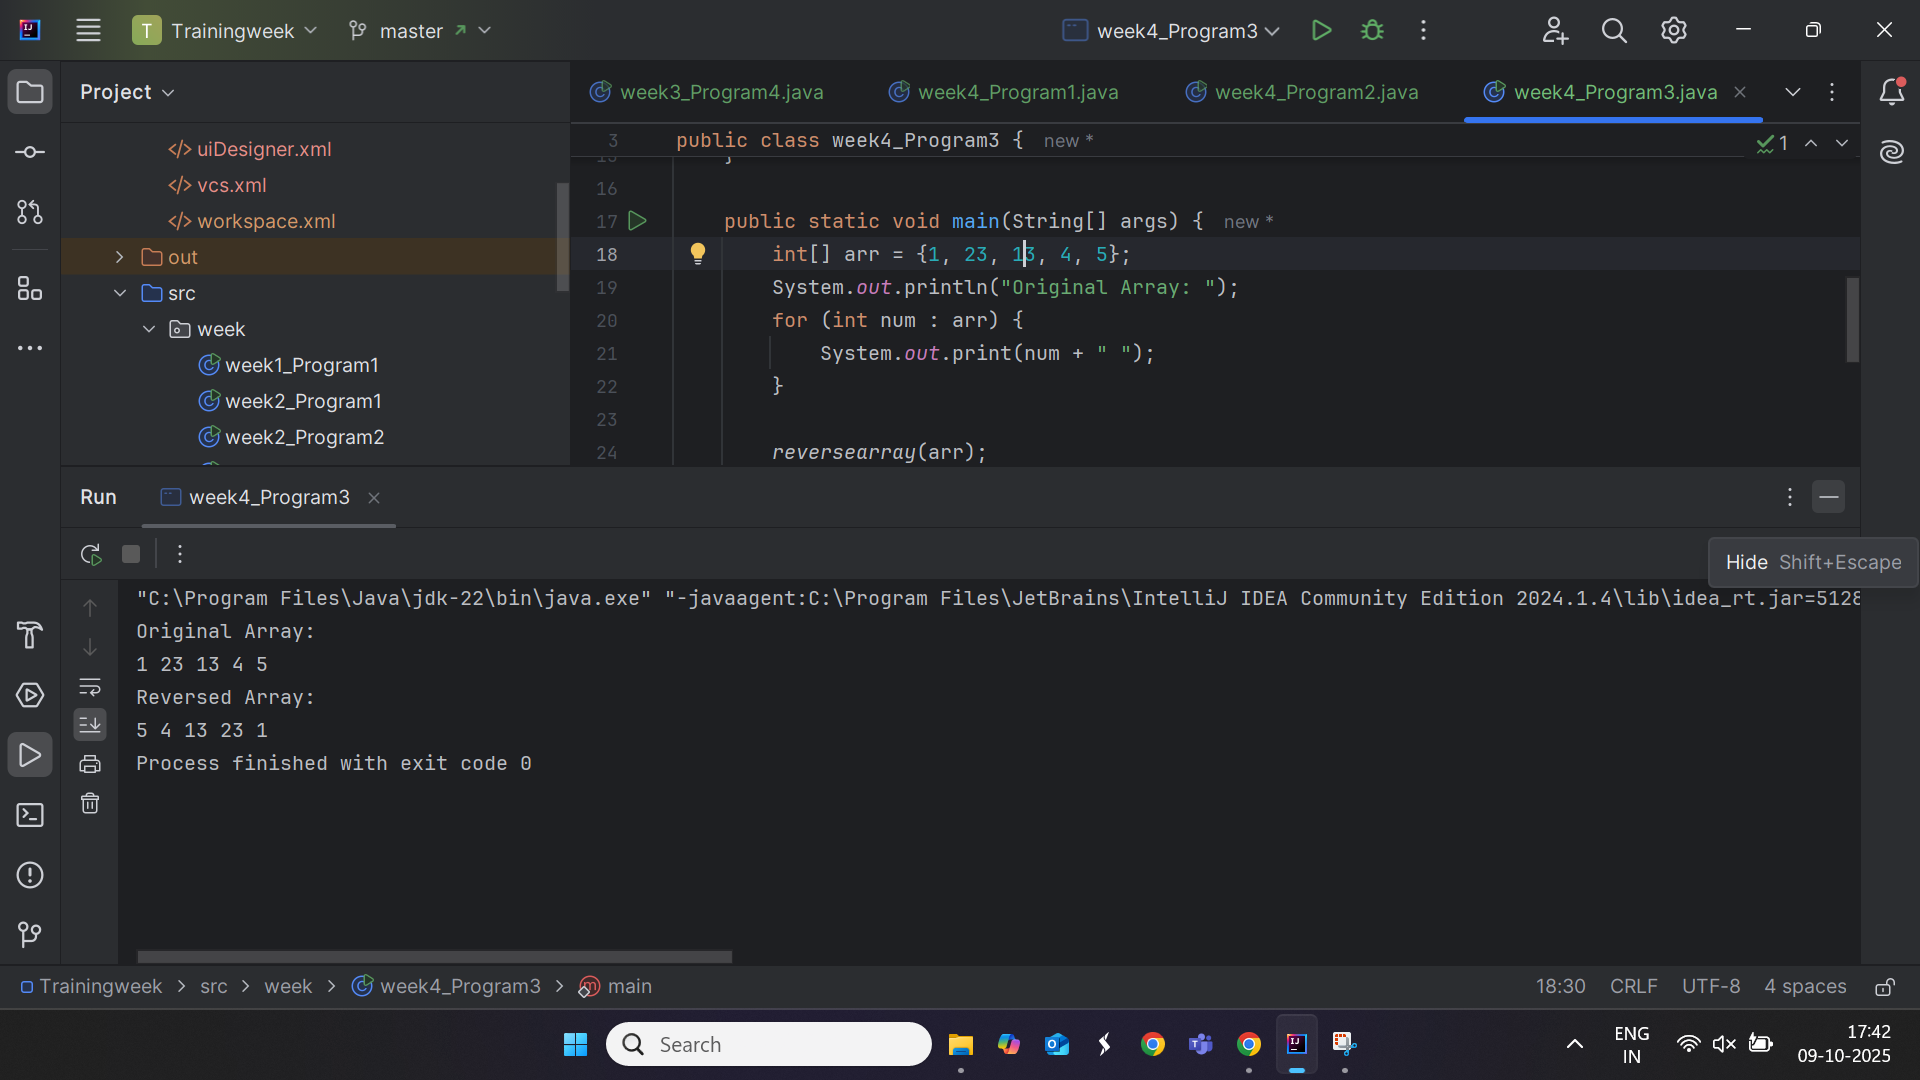 T Trainingweek master week4_Program3
Project
week3_Program4.java week4_Program1.java week4_Program2.java week4_Program3.java
uiDesigner.xml
vcs.xml
workspace.xml
out
src
week
week1_Program1
week2_Program1
week2_Program2
3 public class week4_Program3 { new *
1
15 }
16
17 public static void main(String[] args) { new *
18 int[] arr = {1, 23, 13, 4, 5};
19 System.out.println("Original Array: ");
20 for (int num : arr) {
21 System.out.print(num + " ");
22 }
23
24 reversearray(arr);
Run week4_Program3
Hide Shift+Escape
"C:\Program Files\Java\jdk-22\bin\java.exe" "-javaagent:C:\Program Files\JetBrains\IntelliJ IDEA Community Edition 2024.1.4\lib\idea_rt.jar=5128
Original Array:
1 23 13 4 5
Reversed Array:
5 4 13 23 1
Process finished with exit code 0
Trainingweek > src > week > week4_Program3 > main
18:30 CRLF UTF-8 4 spaces
Search
ENG
IN
17:42
09-10-2025